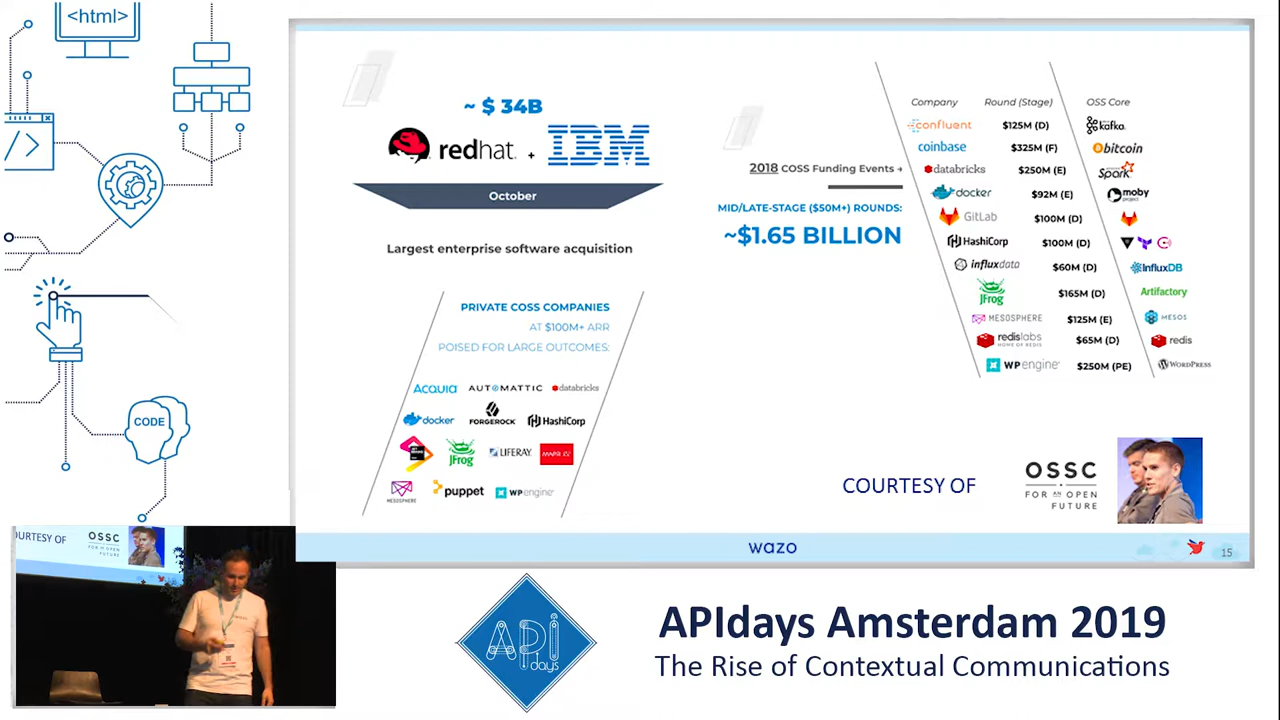 <html>
</>
CODE
~ $ 34B
redhat. + IBM
October
Largest enterprise software acquisition
PRIVATE COSS COMPANIES
AT $100M+ ARR
POISED FOR LARGE OUTCOMES:
ACQUIA AUTOMATTIC databricks
docker FORGEROCK HashiCorp
JFrog LIFERAY MAPR
MESOSPHERE puppet WP engine
2018 COSS Funding Events →
MID/LATE-STAGE ($50M+) ROUNDS:
~$1.65 BILLION
Company Round (Stage) OSS Core
confluent $125M (D) kafka
coinbase $325M (F) bitcoin
databricks $250M (E) Spark
docker $92M (E) moby project
GitLab $100M (D)
HashiCorp $100M (D)
influxdata $60M (D) InfluxDB
JFrog $165M (D) Artifactory
MESOSPHERE $125M (E) MESOS
redislabs HOME OF REDIS $65M (D) redis
WP engine $250M (PE) WORDPRESS
COURTESY OF
OSSC
FOR AN OPEN
FUTURE
wazo
15
OURTESY OF
OSSC
FOR AN OPEN
FUTURE
API
days
APIdays Amsterdam 2019
The Rise of Contextual Communications